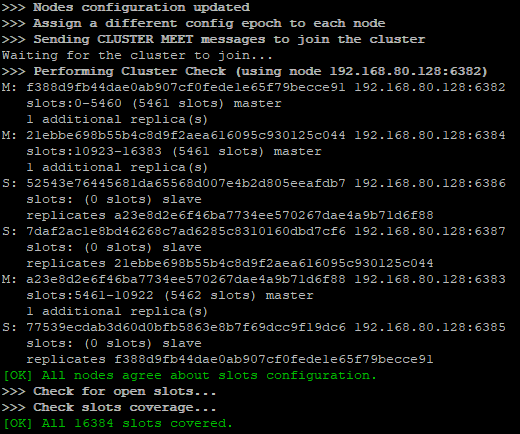 >>> Nodes configuration updated
>>> Assign a different config epoch to each node
>>> Sending CLUSTER MEET messages to join the cluster
Waiting for the cluster to join...
>>> Performing Cluster Check (using node 192.168.80.128:6382)
M: f388d9fb44dae0ab907cf0fede1e65f79becce91 192.168.80.128:6382
   slots:0-5460 (5461 slots) master
   1 additional replica(s)
M: 21ebbe698b55b4c8d9f2aea616095c930125c044 192.168.80.128:6384
   slots:10923-16383 (5461 slots) master
   1 additional replica(s)
S: 52543e76445681da65568d007e4b2d805eeafdb7 192.168.80.128:6386
   slots: (0 slots) slave
   replicates a23e8d2e6f46ba7734ee570267dae4a9b71d6f88
S: 7daf2ac1e8bd46268c7ad6285c8310160dbd7cf6 192.168.80.128:6387
   slots: (0 slots) slave
   replicates 21ebbe698b55b4c8d9f2aea616095c930125c044
M: a23e8d2e6f46ba7734ee570267dae4a9b71d6f88 192.168.80.128:6383
   slots:5461-10922 (5462 slots) master
   1 additional replica(s)
S: 77539ecdab3d60d0bfb5863e8b7f69dcc9f19dc6 192.168.80.128:6385
   slots: (0 slots) slave
   replicates f388d9fb44dae0ab907cf0fede1e65f79becce91
[OK] All nodes agree about slots configuration.
>>> Check for open slots...
>>> Check slots coverage...
[OK] All 16384 slots covered.